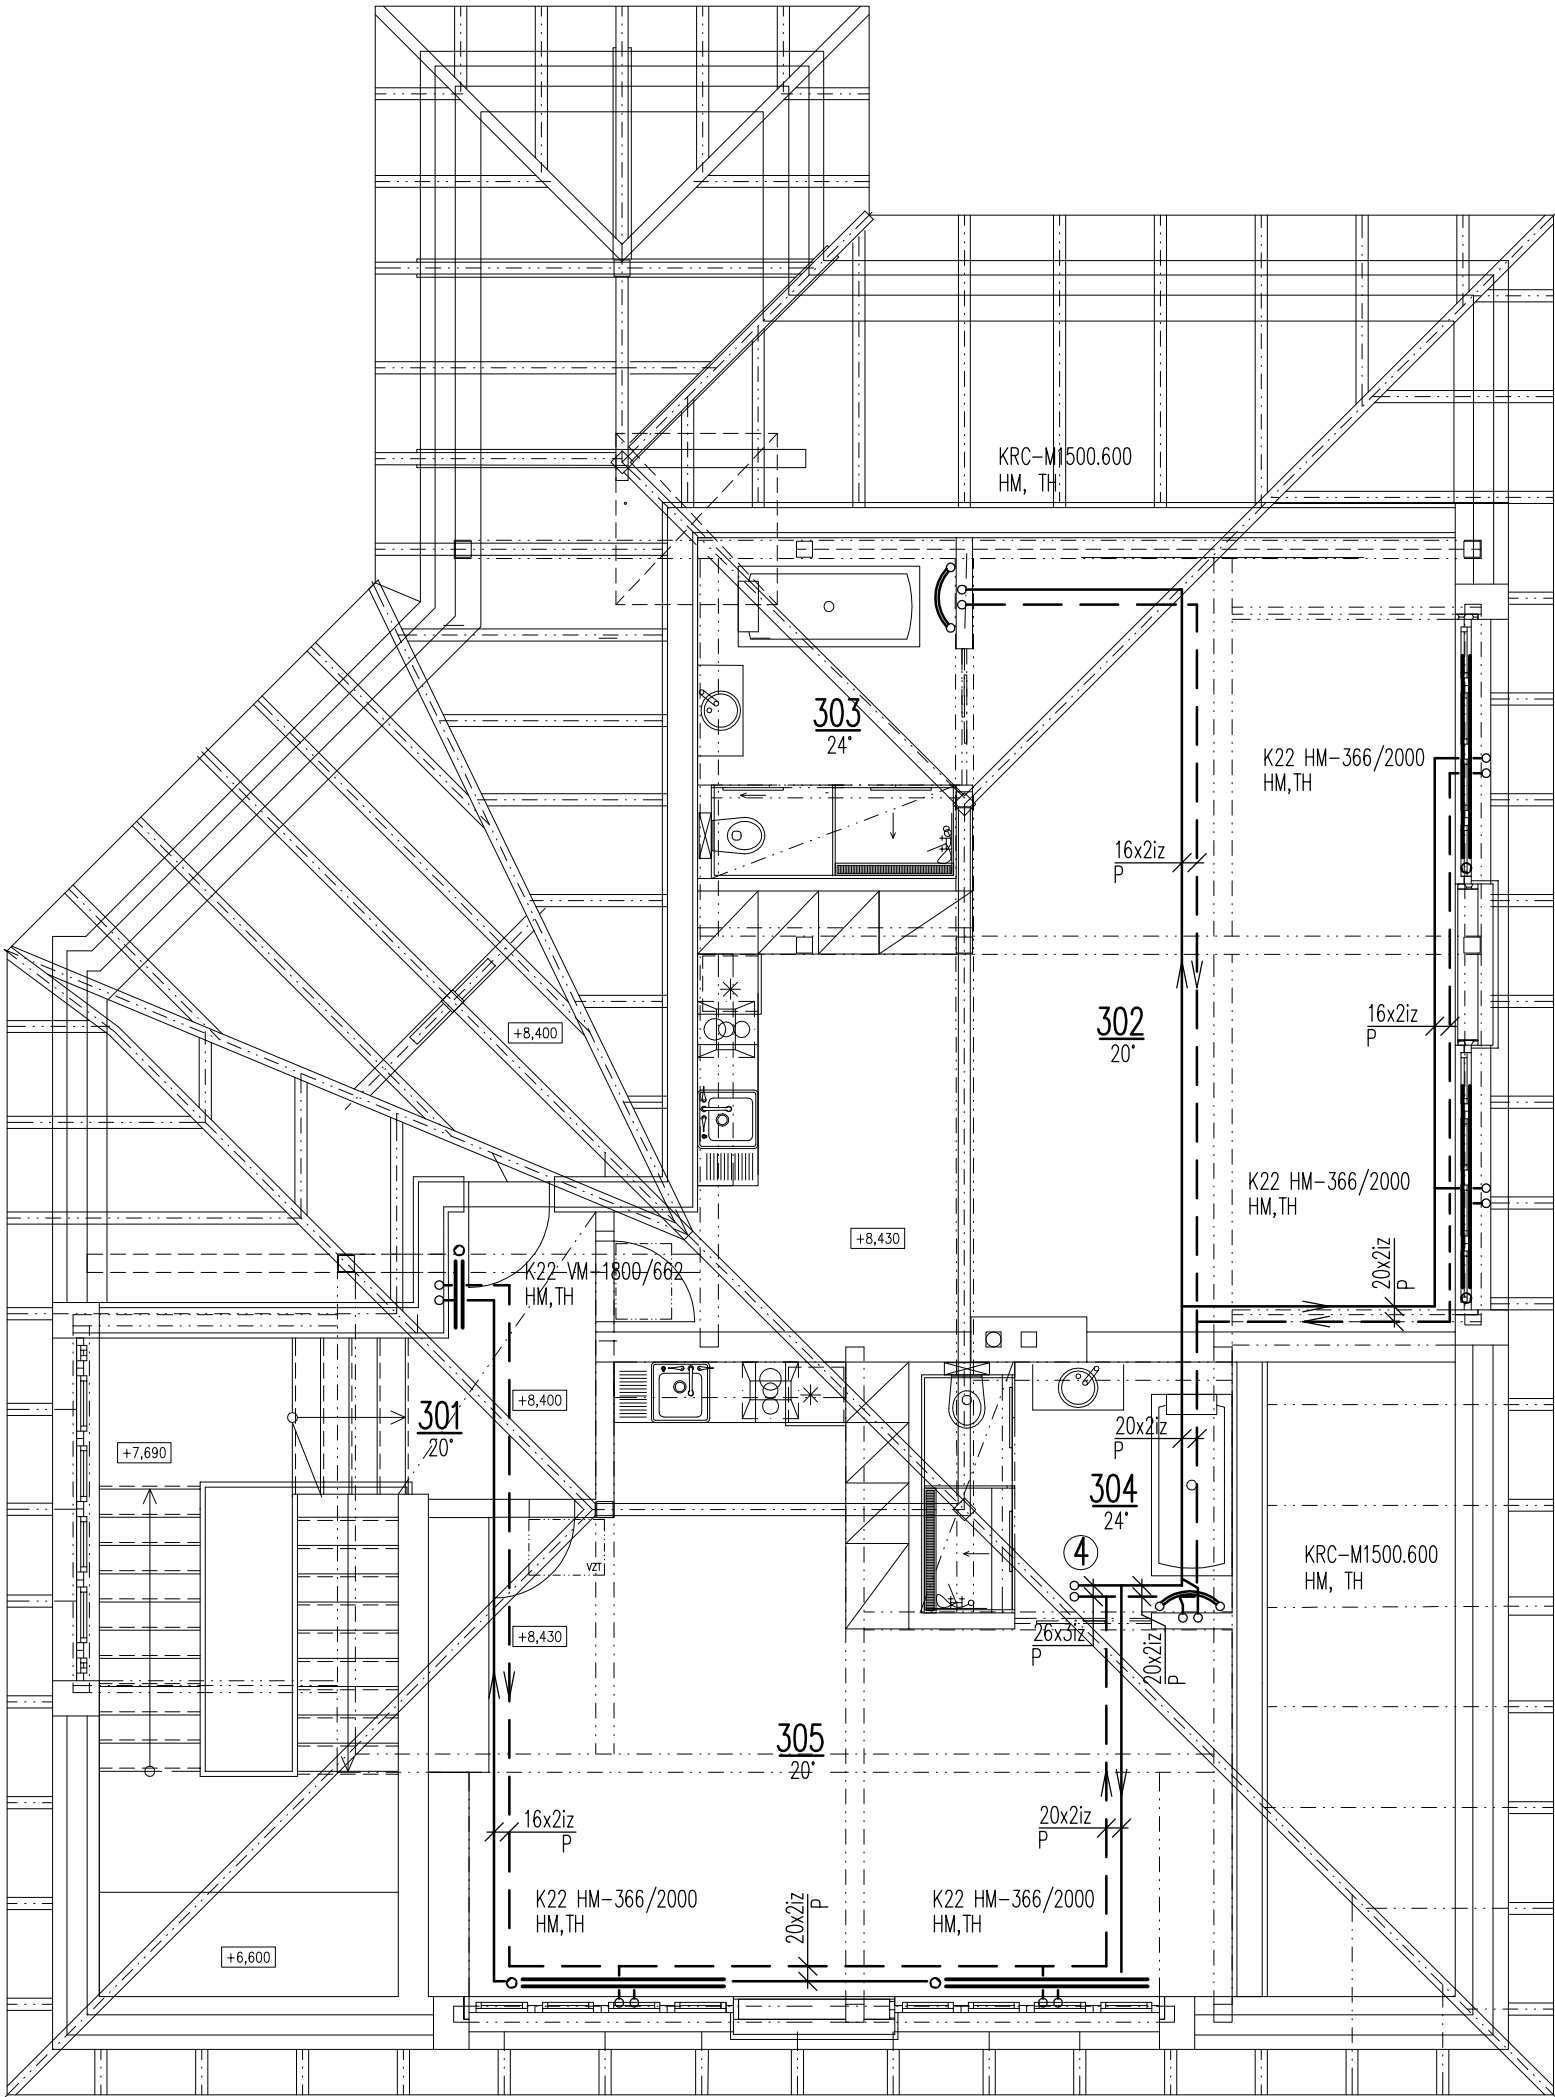 KRC-M1500.600
HM, TH
303
24°
K22 HM-366/2000
HM,TH
16x2iz
P
302
20°
16x2iz
P
+8,400
K22 HM-366/2000
HM,TH
+8,430
20x2iz
P
K22 VM-1800/662
HM,TH
+8,400
301
20°
+7,690
20x2iz
P
304
24°
4
KRC-M1500.600
HM, TH
VZT
+8,430
26x3iz
P
20x2iz
P
305
20°
16x2iz
P
20x2iz
P
K22 HM-366/2000
HM,TH
20x2iz
P
K22 HM-366/2000
HM,TH
+6,600